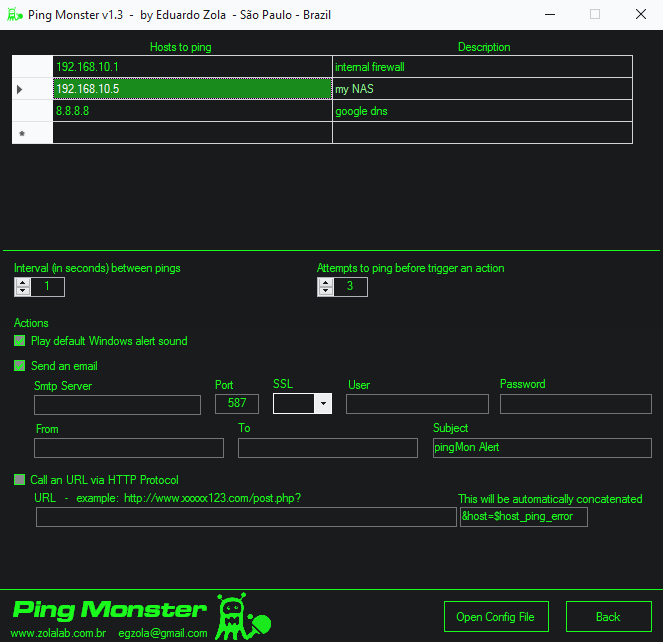 Ping Monster v1.3 - by Eduardo Zola - São Paulo - Brazil
Hosts to ping Description
192.168.10.1 internal firewall
192.168.10.5 my NAS
8.8.8.8 google dns
*
Interval (in seconds) between pings Attempts to ping before trigger an action
1 3
Actions
Play default Windows alert sound
Send an email
Smtp Server Port SSL User Password
587
From To Subject
pingMon Alert
Call an URL via HTTP Protocol
URL - example: http://www.xxxxx123.com/post.php? This will be automatically concatenated
&host=$host_ping_error
Ping Monster
www.zolalab.com.br egzola@gmail.com
Open Config File Back